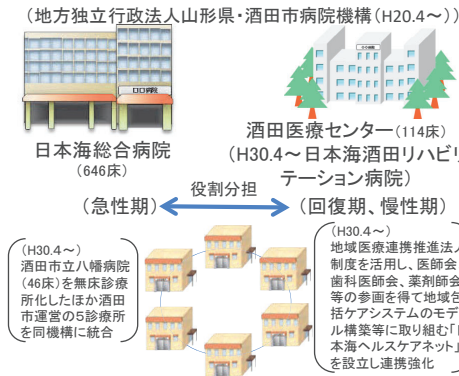 (地方独立行政法人山形県・酒田市病院機構(H20.4~))
日本海総合病院
(646床)
(急性期)
役割分担
酒田医療センター(114床)
(H30.4~日本海酒田リハビリ
テーション病院)
(回復期、慢性期)
(H30.4~)
酒田市立八幡病院
(46床)を無床診療
所化したほか酒田
市運営の5診療所
を同機構に統合
(H30.4~)
地域医療連携推進法人
制度を活用し、医師会
歯科医師会、薬剤師会
等の参画を得て地域包
括ケアシステムのモデ
ル構築等に取り組む「日
本海ヘルスケアネット」
を設立し連携強化